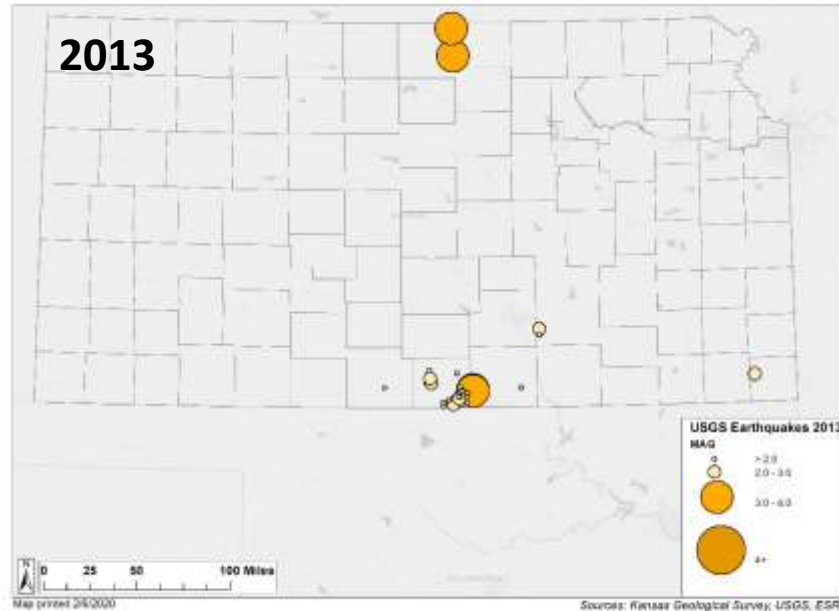 2013
USGS Earthquakes 2013
MAG
> 2.0
2.0 - 3.0
3.0 - 4.0
4+
N
0 25 50 100 Miles
Map printed 2/6/2020
Sources: Kansas Geological Survey, USGS, ESRI